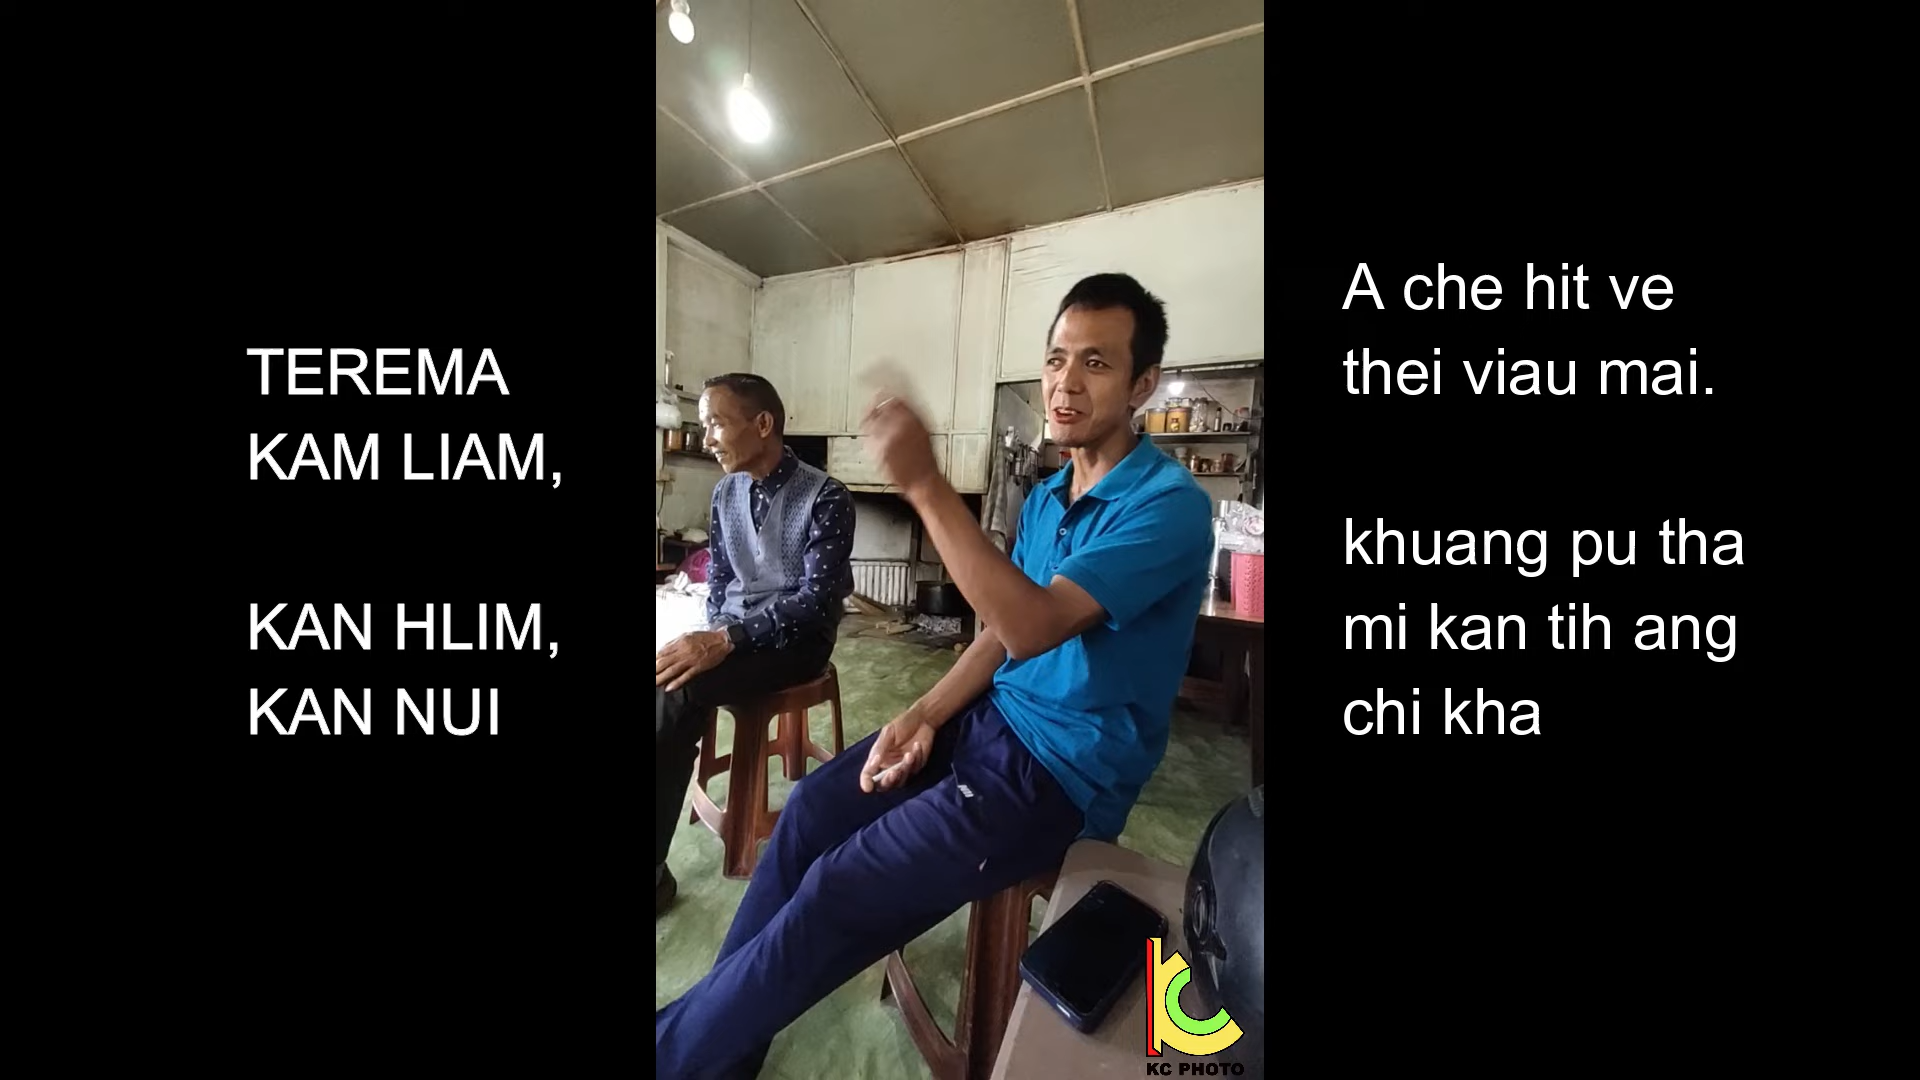 TEREMA
KAM LIAM,
KAN HLIM,
KAN NUI
A che hit ve
thei viau mai.
khuang pu tha
mi kan tih ang
chi kha
KC PHOTO